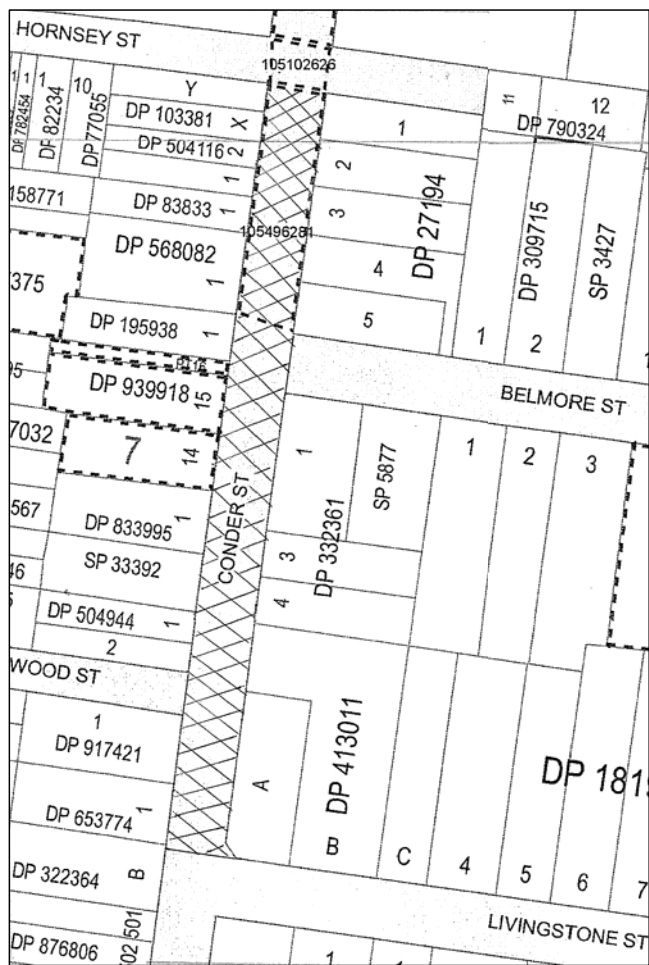 HORNSEY ST
105102626
1
1
DP 782454
1
DP 82234
10
DP 77055
Y
DP 103381
X
DP 504116
2
1
1
2
3
4
5
DP 27194
11
12
DP 790324
DP 309715
SP 3427
1
2
158771
DP 83833
1
105496281
DP 568082
1
375
DP 195938
1
DP 939918
15
BELMORE ST
7032
7
14
1
SP 5877
1
2
3
567
DP 833995
1
CONDER ST
DP 332361
3
4
SP 33392
46
DP 504944
1
2
WOOD ST
1
DP 917421
A
DP 413011
DP 181
DP 653774
1
B
C
4
5
6
7
DP 322364
B
501
502
DP 876806
LIVINGSTONE ST
1